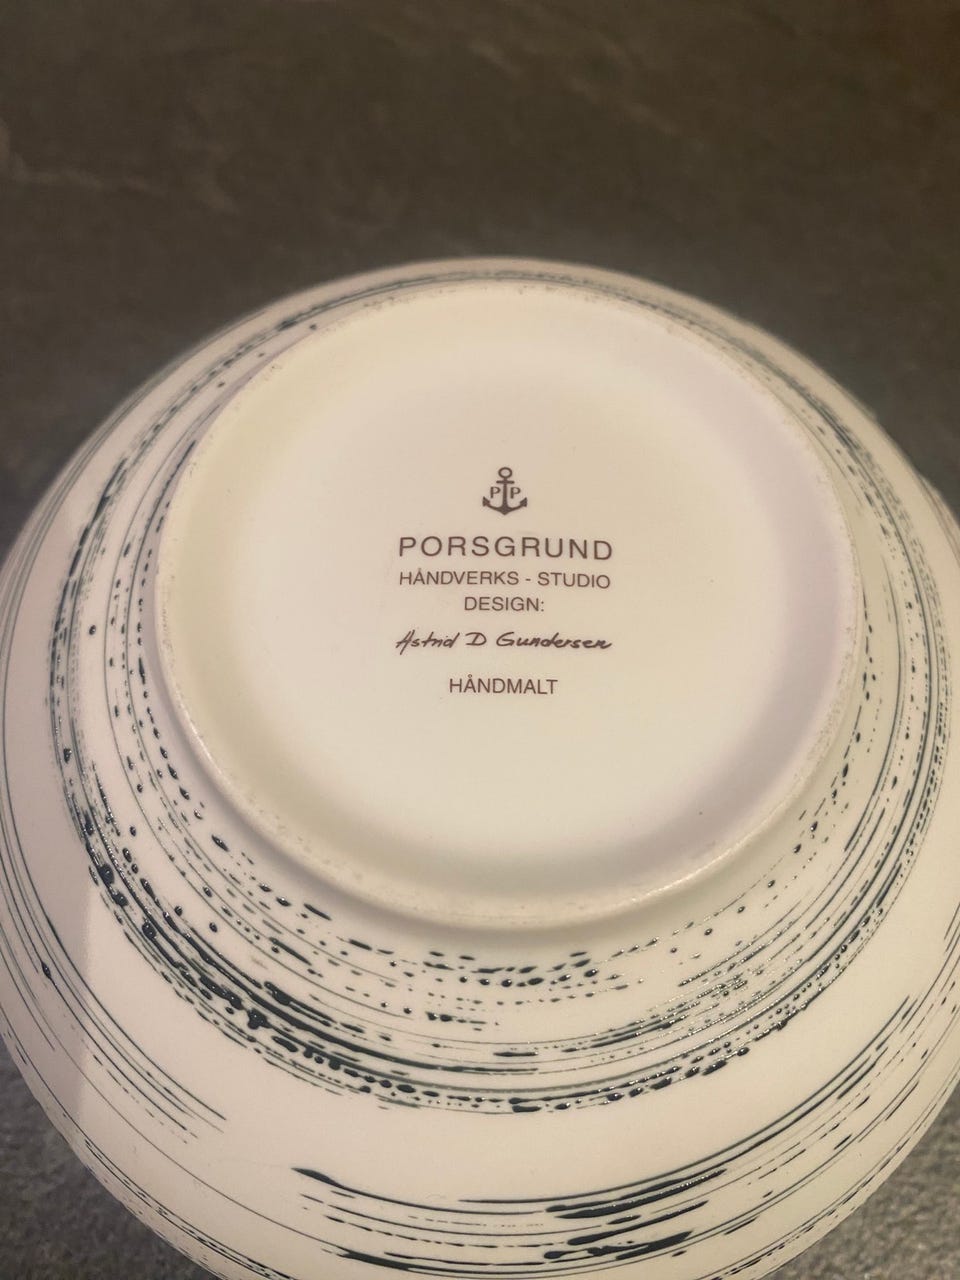 P P
PORSGRUND
HÅNDVERKS - STUDIO
DESIGN:
Astrid D Gundersen
HÅNDMALT